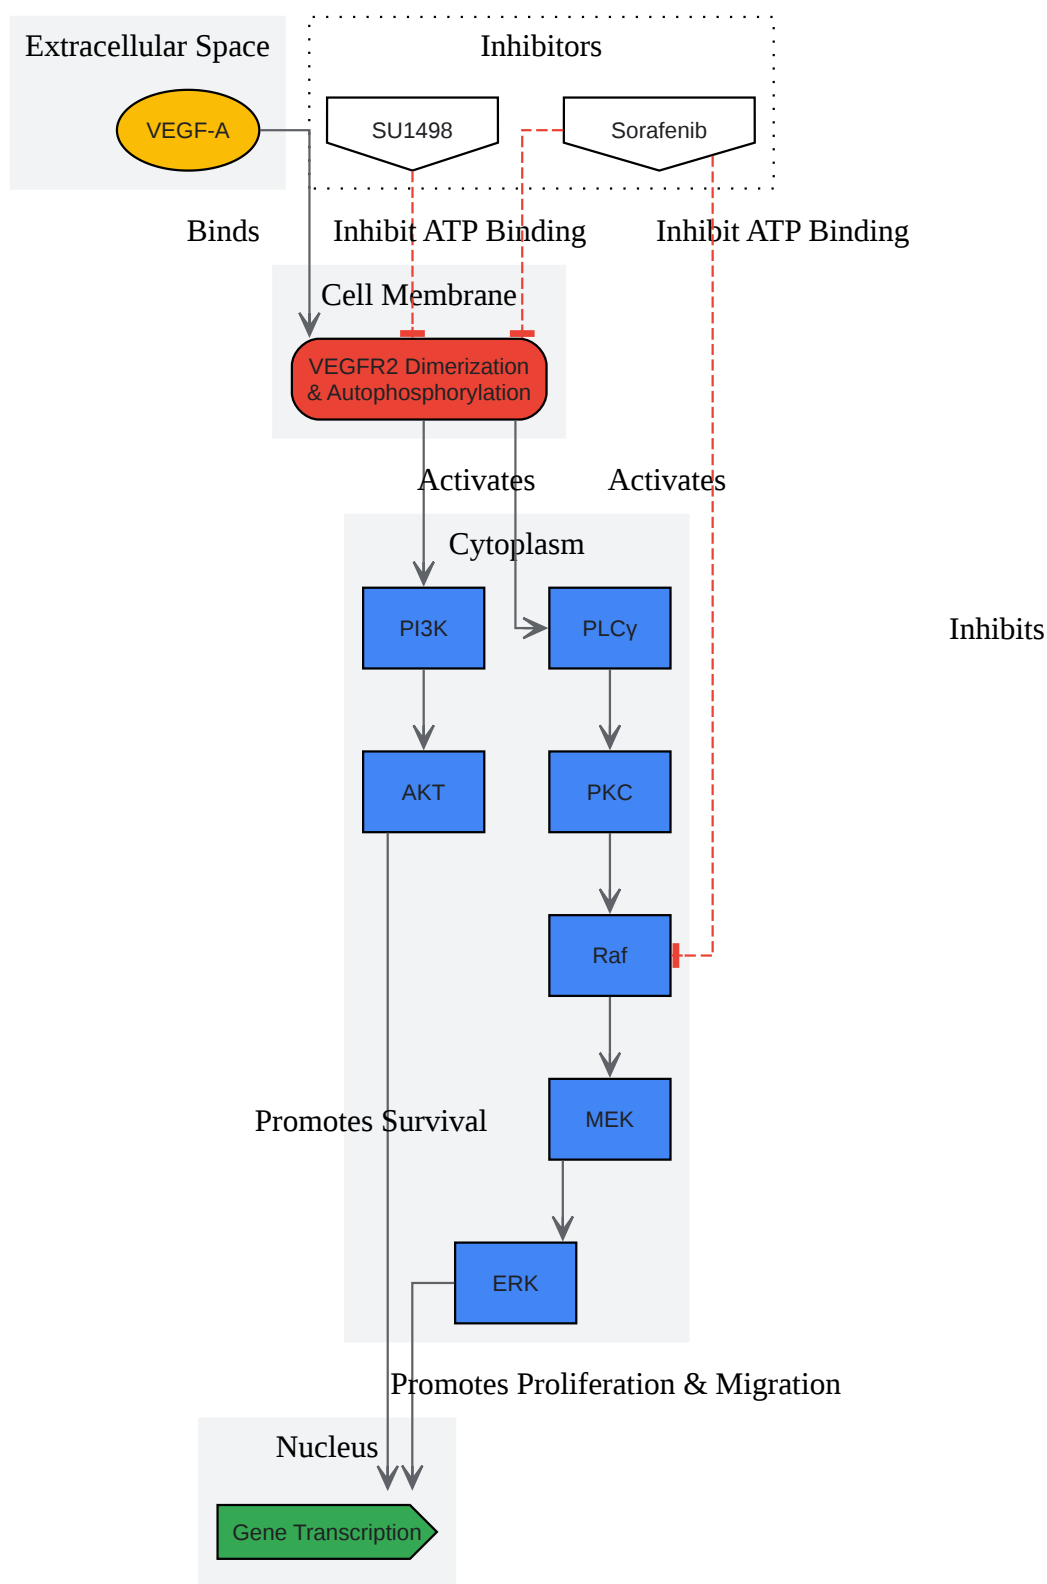 Extracellular Space
Inhibitors
VEGF-A
SU1498
Sorafenib
Binds
Inhibit ATP Binding
Inhibit ATP Binding
Cell Membrane
VEGFR2 Dimerization
& Autophosphorylation
Activates
Activates
Cytoplasm
PI3K
PLCγ
Inhibits
AKT
PKC
Raf
MEK
Promotes Survival
ERK
Promotes Proliferation & Migration
Nucleus
Gene Transcription